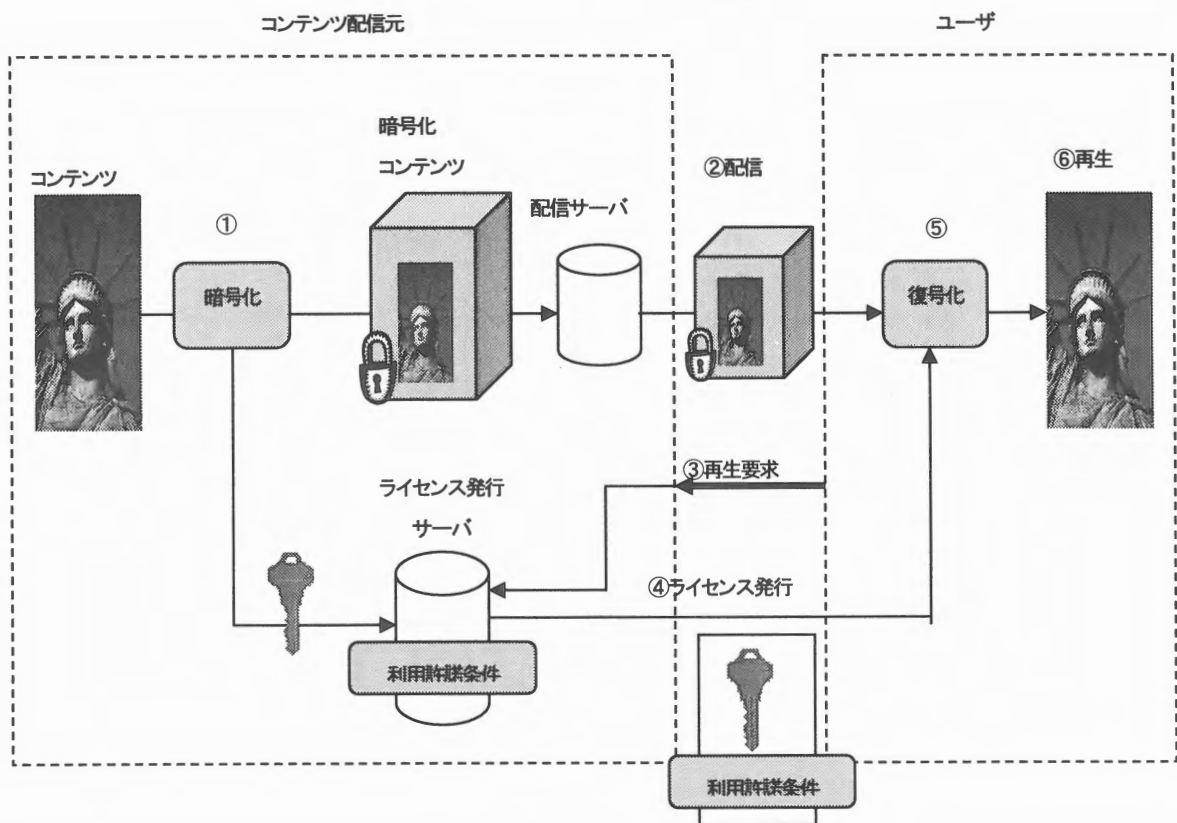 コンテンツ配信元
ユーザ
暗号化
コンテンツ
コンテンツ
①
暗号化
配信サーバ
②配信
⑤
復号化
⑥再生
③再生要求
ライセンス発行
サーバ
④ライセンス発行
利用許諾条件
利用許諾条件